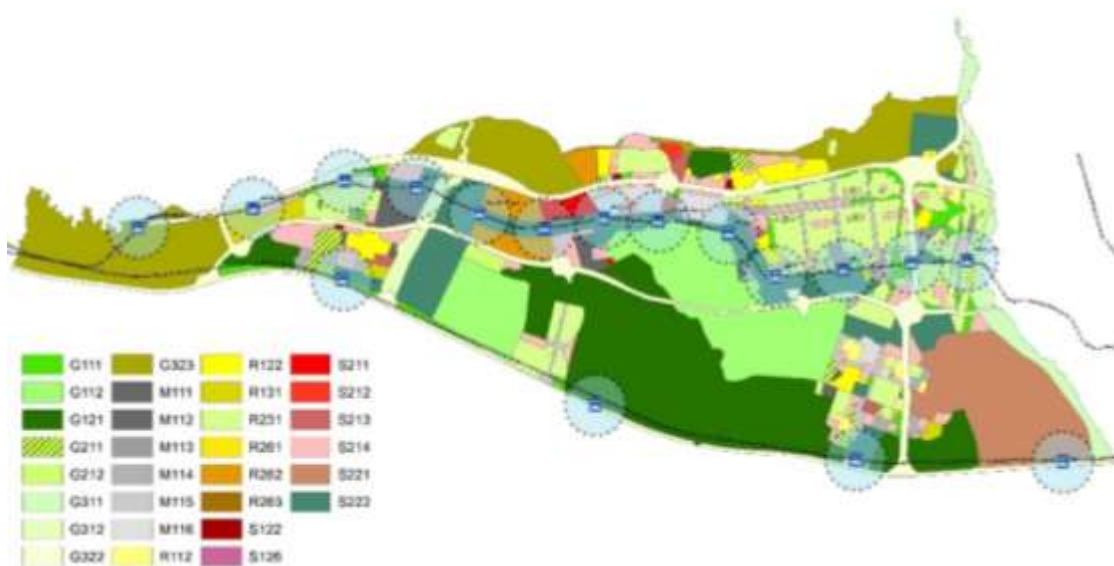 G111 G323 R122 S211
G112 M111 R131 S212
G121 M112 R231 S213
G211 M113 R261 S214
G212 M114 R262 S221
G311 M115 R263 S222
G312 M116 S122
G322 R112 S126